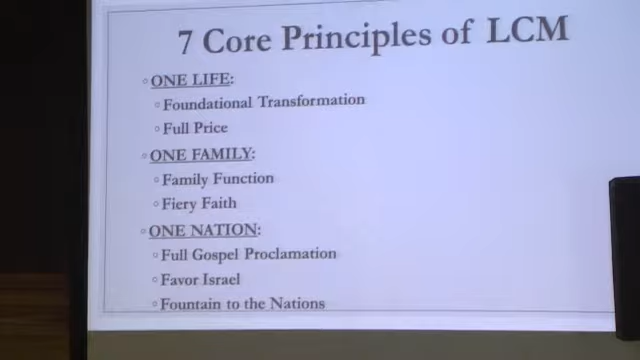 7 Core Principles of LCM
ONE LIFE:
Foundational Transformation
Full Price
ONE FAMILY:
Family Function
Fiery Faith
ONE NATION:
Full Gospel Proclamation
Favor Israel
Fountain to the Nations